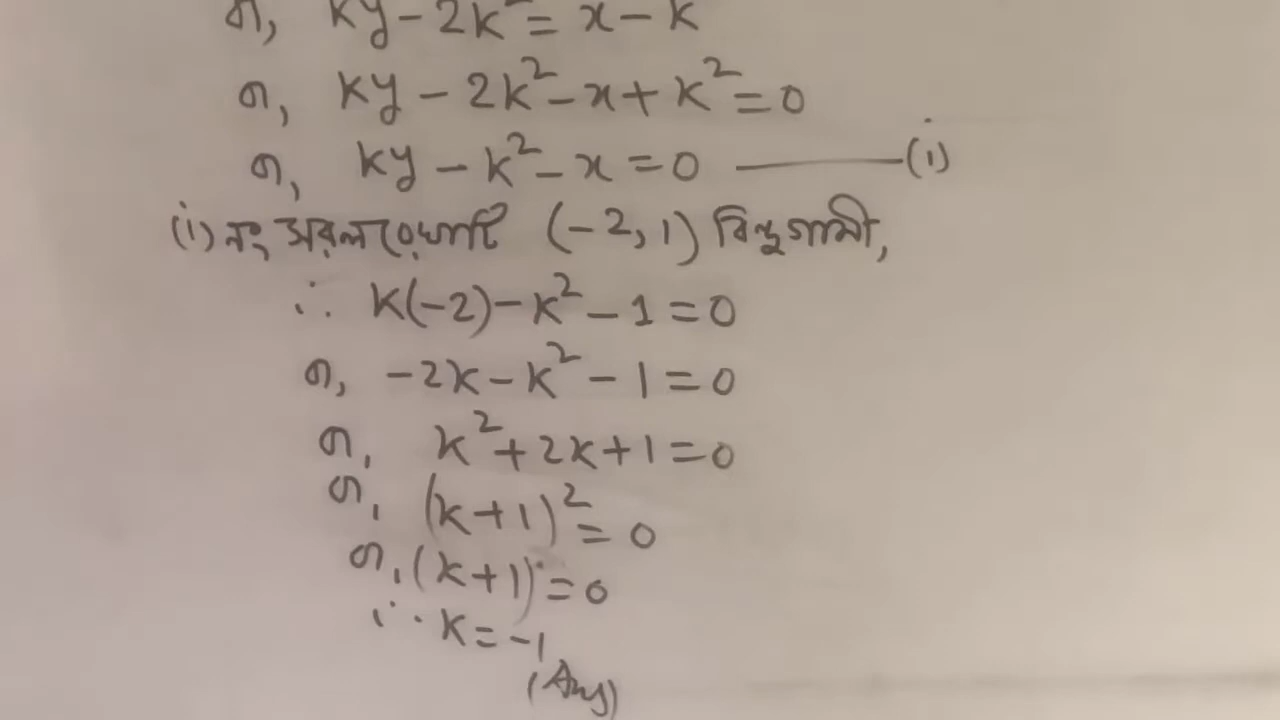 বা, ky - 2k² = x - k
বা, ky - 2k² - x + k² = 0
বা, ky - k² - x = 0 ——— (i)
(i) নং সরলরেখাটি (-2, 1) বিন্দুগামী,
∴ k(-2) - k² - 1 = 0
বা, -2k - k² - 1 = 0
বা, k² + 2k + 1 = 0
বা, (k+1)² = 0
বা, (k+1) = 0
∴ k = -1
(Ans)